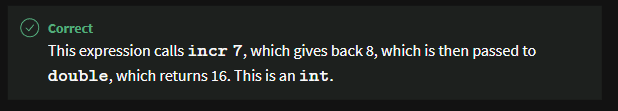 Correct
This expression calls incr 7, which gives back 8, which is then passed to
double, which returns 16. This is an int.